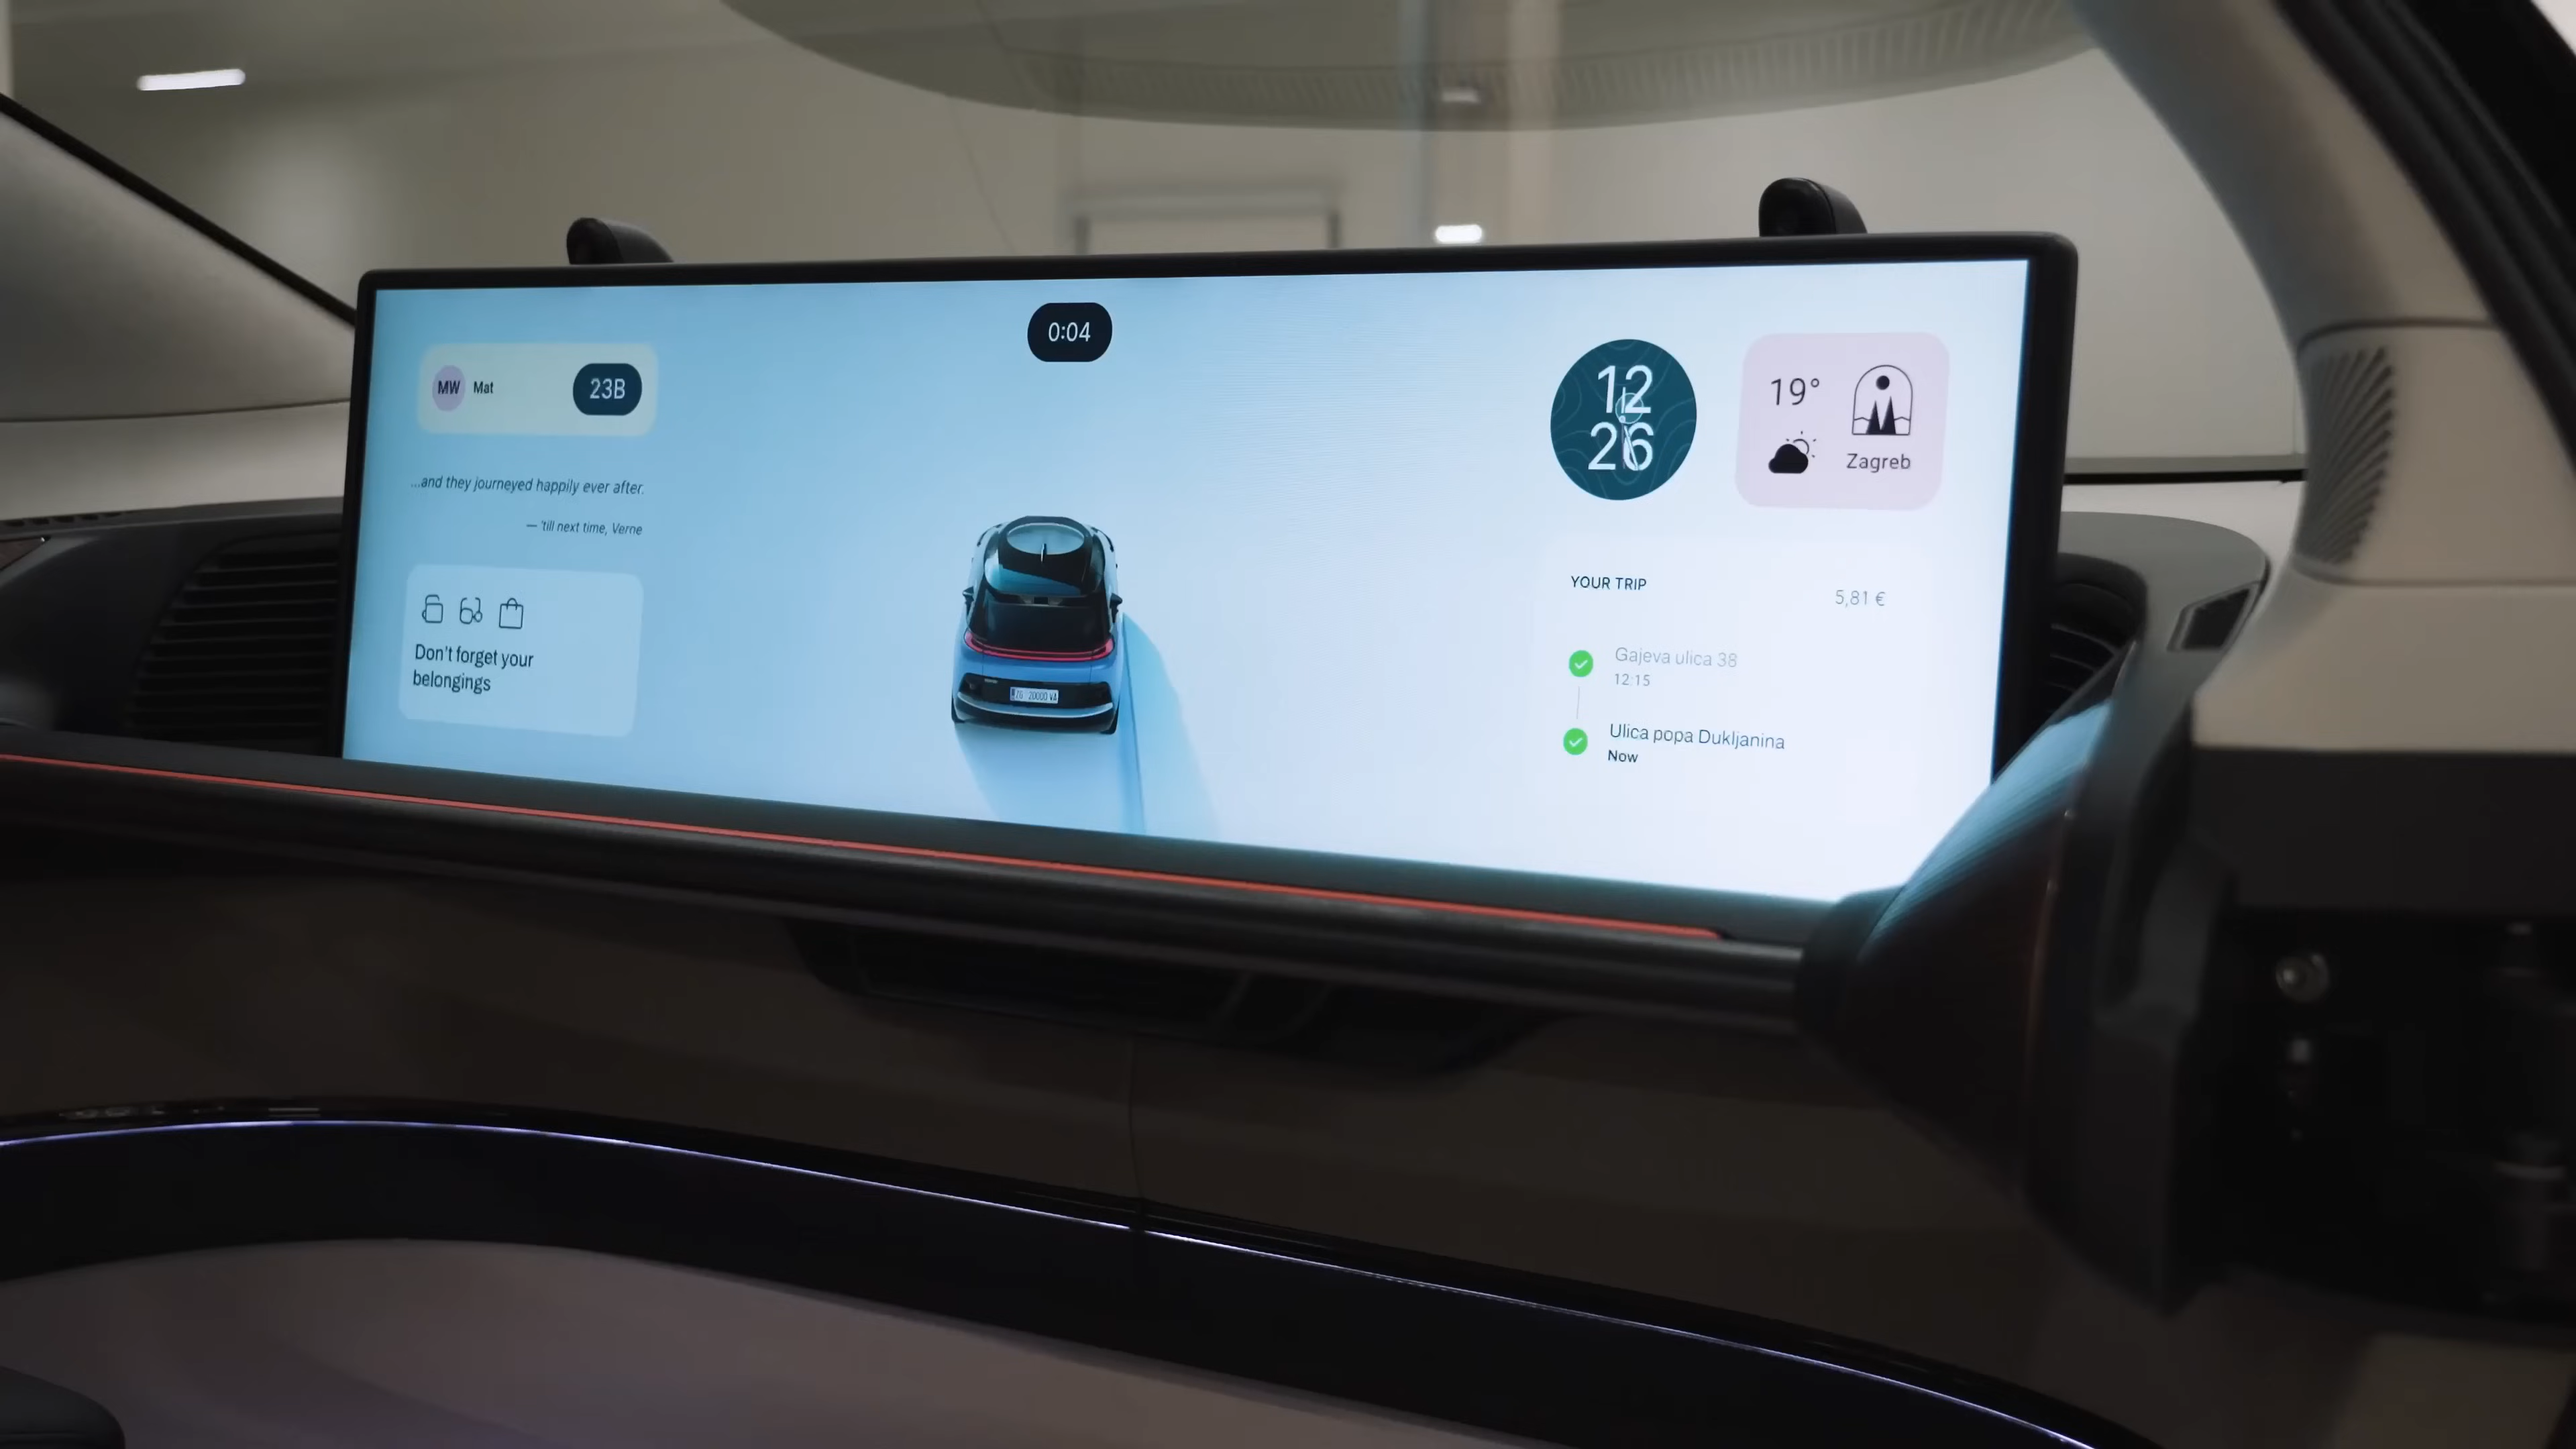 0:04
MW Mat 23B
...and they journeyed happily ever after.
— 'till next time, Verne
Don't forget your
belongings
12
26
19°
Zagreb
YOUR TRIP 5,81 €
Gajeva ulica 38
12:15
Ulica popa Dukljanina
Now